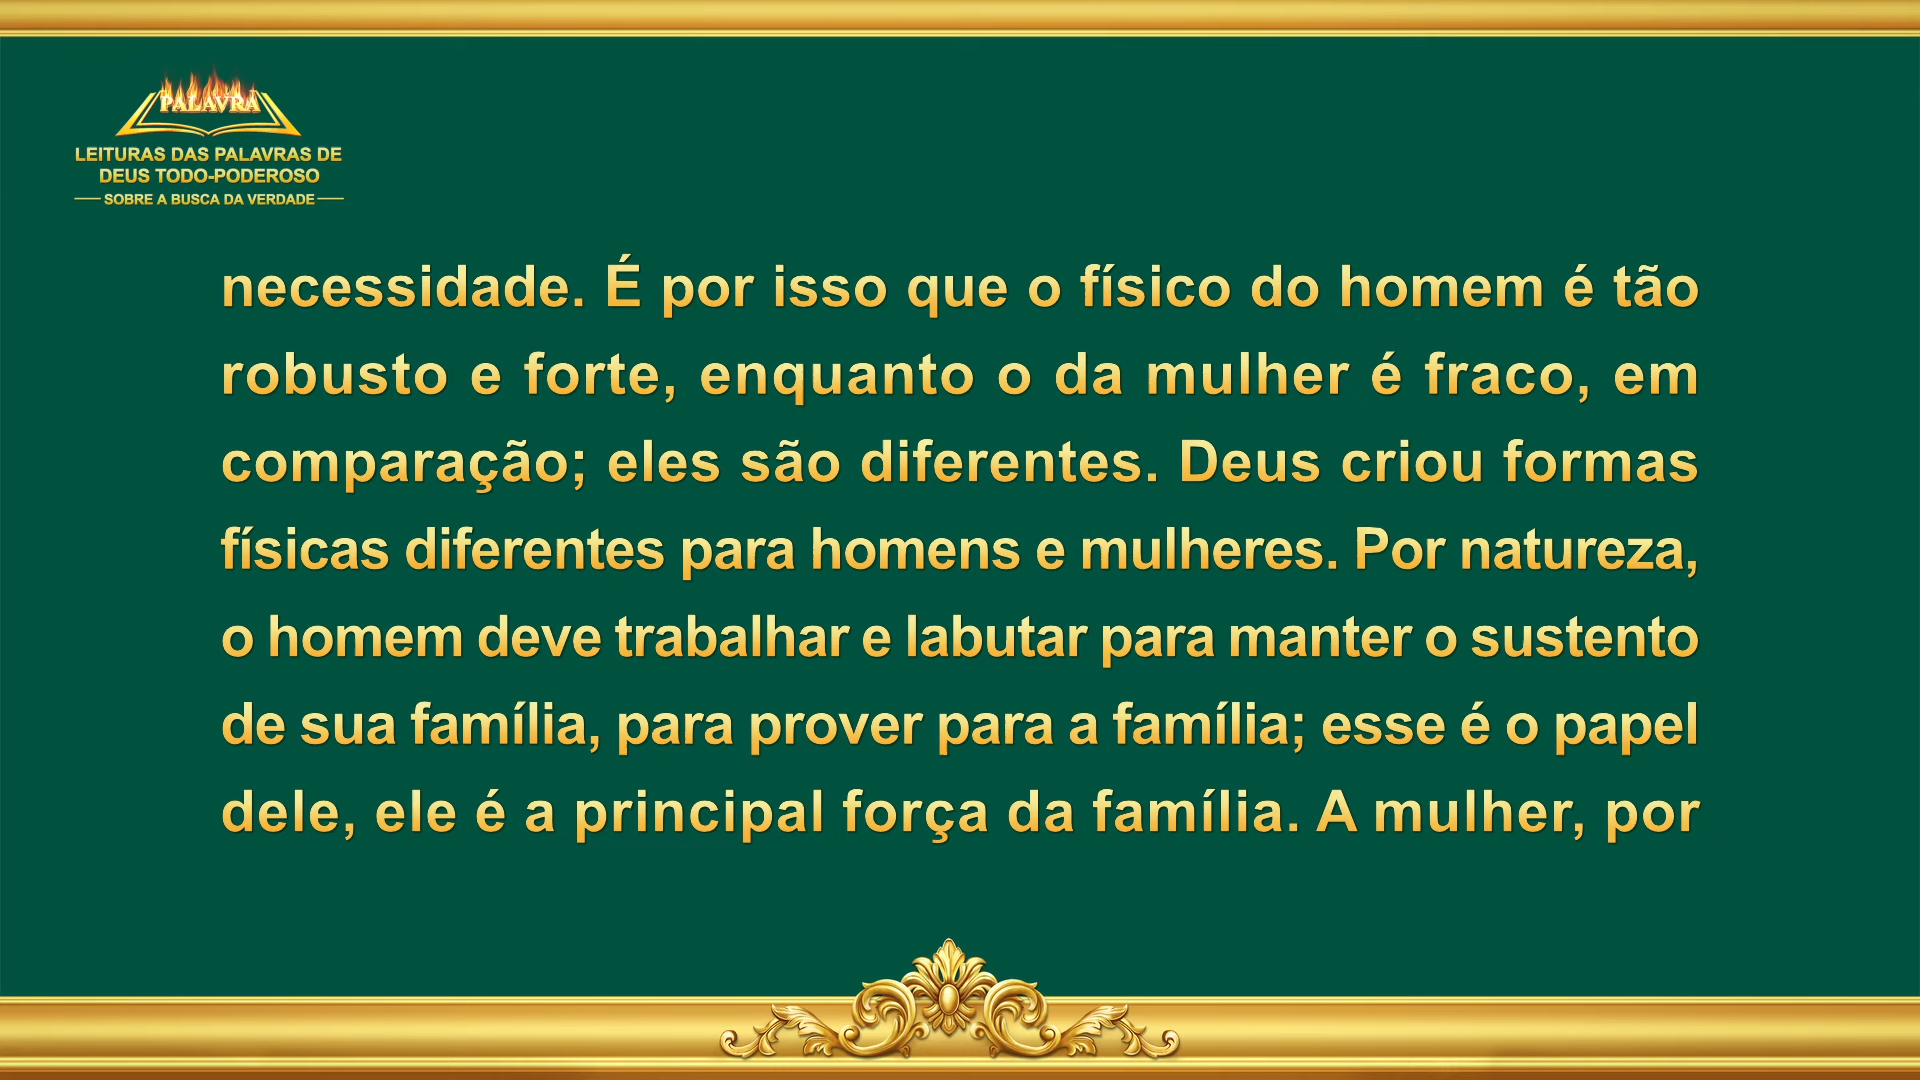 PALAVRA
LEITURAS DAS PALAVRAS DE
DEUS TODO-PODEROSO
SOBRE A BUSCA DA VERDADE
necessidade. É por isso que o físico do homem é tão
robusto e forte, enquanto o da mulher é fraco, em
comparação; eles são diferentes. Deus criou formas
físicas diferentes para homens e mulheres. Por natureza,
o homem deve trabalhar e labutar para manter o sustento
de sua família, para prover para a família; esse é o papel
dele, ele é a principal força da família. A mulher, por